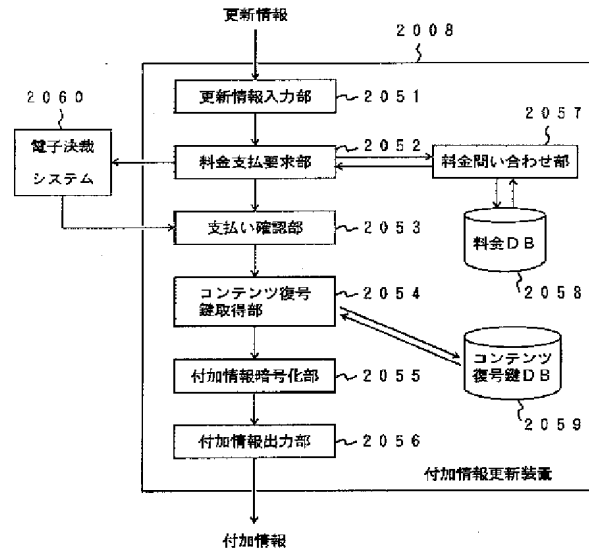 更新情報
2008
2060
更新情報入力部
2051
2057
電子決裁
システム
料金支払要求部
2052
料金問い合わせ部
支払い確認部
2053
料金DB
2058
コンテンツ復号
鍵取得部
2054
コンテンツ
復号鍵DB
付加情報暗号化部
2055
2059
付加情報出力部
2056
付加情報更新装置
付加情報